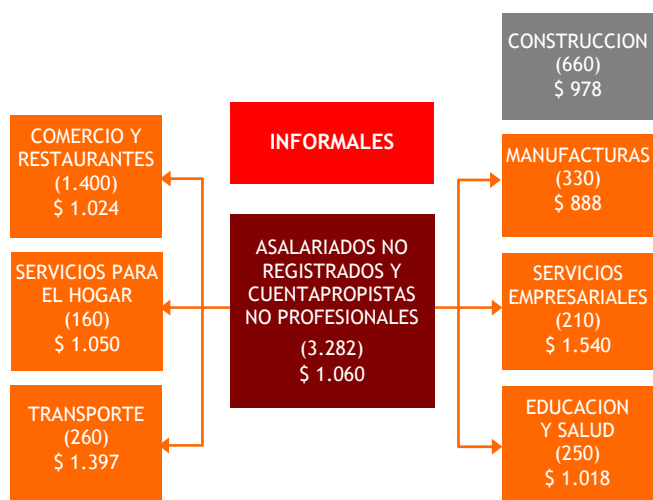 CONSTRUCCION
(660)
$ 978
INFORMALES
COMERCIO Y
RESTAURANTES
(1.400)
$ 1.024
MANUFACTURAS
(330)
$ 888
ASALARIADOS NO
REGISTRADOS Y
CUENTAPROPISTAS
NO PROFESIONALES
(3.282)
$ 1.060
SERVICIOS PARA
EL HOGAR
(160)
$ 1.050
SERVICIOS
EMPRESARIALES
(210)
$ 1.540
TRANSPORTE
(260)
$ 1.397
EDUCACION
Y SALUD
(250)
$ 1.018